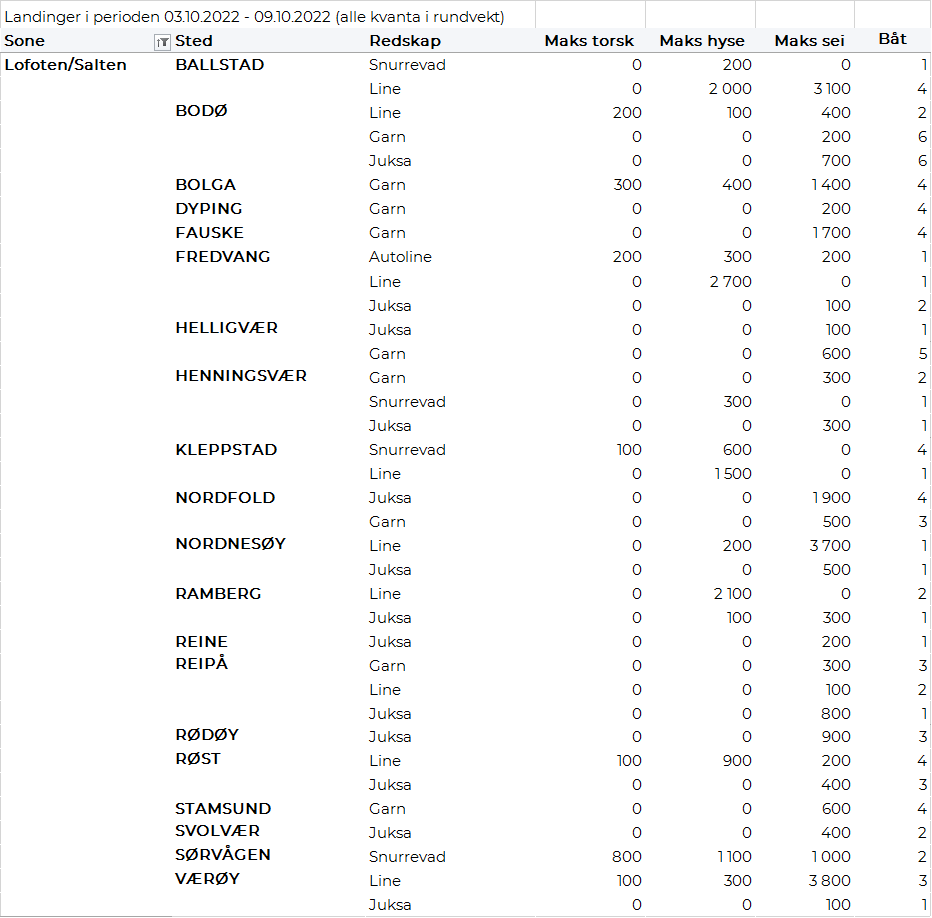 Landinger i perioden 03.10.2022 - 09.10.2022 (alle kvanta i rundvekt)
Sone Sted Redskap Maks torsk Maks hyse Maks sei Båt
Lofoten/Salten BALLSTAD Snurrevad 0 200 0 1
Line 0 2 000 3 100 4
BODØ Line 200 100 400 2
Garn 0 0 200 6
Juksa 0 0 700 6
BOLGA Garn 300 400 1 400 4
DYPING Garn 0 0 200 4
FAUSKE Garn 0 0 1 700 4
FREDVANG Autoline 200 300 200 1
Line 0 2 700 0 1
Juksa 0 0 100 2
HELLIGVÆR Juksa 0 0 100 1
Garn 0 0 600 5
HENNINGSVÆR Garn 0 0 300 2
Snurrevad 0 300 0 1
Juksa 0 0 300 1
KLEPPSTAD Snurrevad 100 600 0 4
Line 0 1 500 0 1
NORDFOLD Juksa 0 0 1 900 4
Garn 0 0 500 3
NORDNESØY Line 0 200 3 700 1
Juksa 0 0 500 1
RAMBERG Line 0 2 100 0 2
Juksa 0 100 300 1
REINE Juksa 0 0 200 1
REIPÅ Garn 0 0 300 3
Line 0 0 100 2
Juksa 0 0 800 1
RØDØY Juksa 0 0 900 3
RØST Line 100 900 200 4
Juksa 0 0 400 3
STAMSUND Garn 0 0 600 4
SVOLVÆR Juksa 0 0 400 2
SØRVÅGEN Snurrevad 800 1 100 1 000 2
VÆRØY Line 100 300 3 800 3
Juksa 0 0 100 1